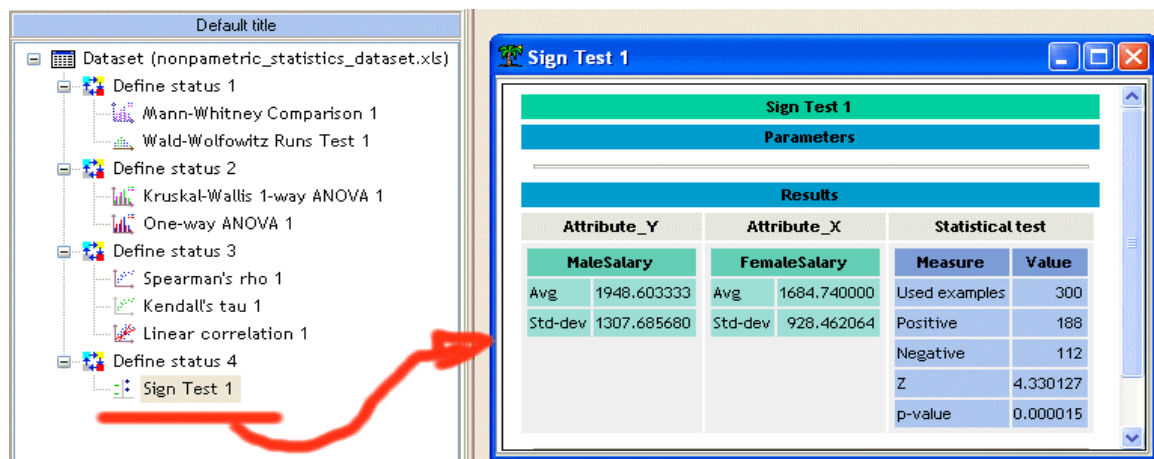 Default title
Dataset (nonpametric_statistics_dataset.xls)
Define status 1
Mann-Whitney Comparison 1
Wald-Wolfowitz Runs Test 1
Define status 2
Kruskal-Wallis 1-way ANOVA 1
One-way ANOVA 1
Define status 3
Spearman's rho 1
Kendall's tau 1
Linear correlation 1
Define status 4
Sign Test 1
Sign Test 1
Sign Test 1
Parameters
Results
Attribute_Y Attribute_X Statistical test
MaleSalary FemaleSalary Measure Value
Avg 1948.603333 Avg 1684.740000 Used examples 300
Std-dev 1307.685680 Std-dev 928.462064 Positive 188
Negative 112
Z 4.330127
p-value 0.000015